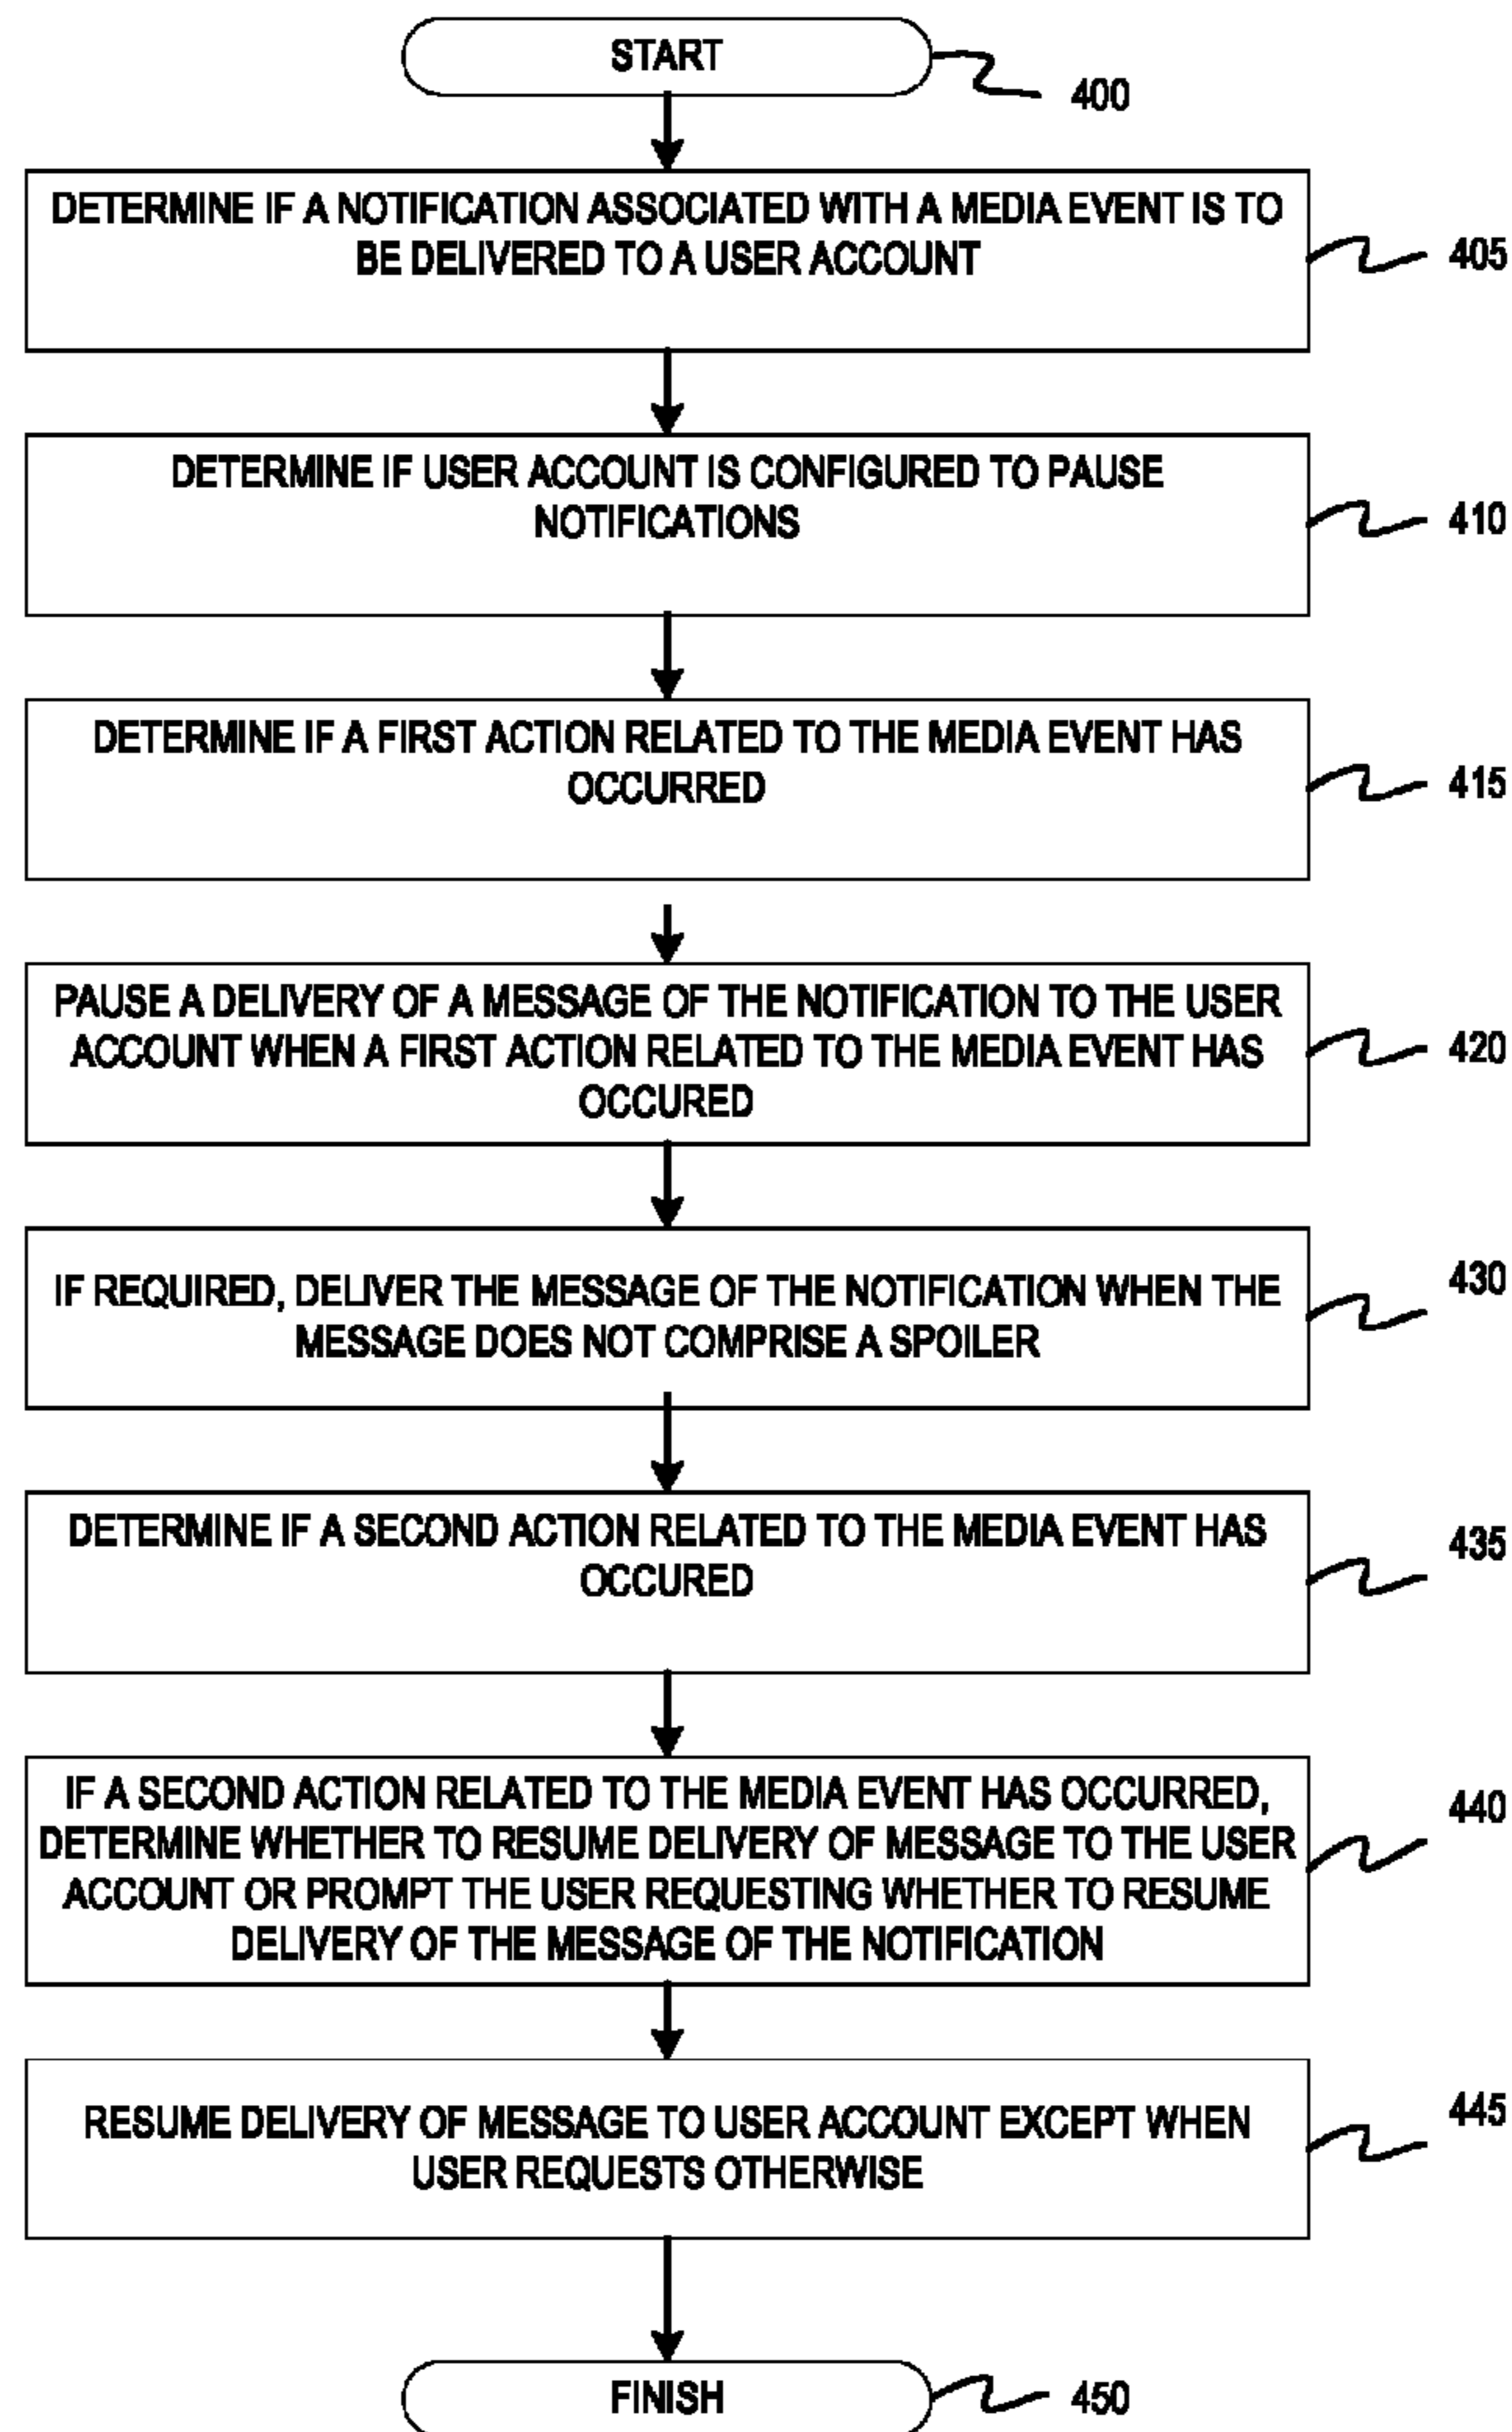 START
400
DETERMINE IF A NOTIFICATION ASSOCIATED WITH A MEDIA EVENT IS TO
BE DELIVERED TO A USER ACCOUNT
405
DETERMINE IF USER ACCOUNT IS CONFIGURED TO PAUSE
NOTIFICATIONS
410
DETERMINE IF A FIRST ACTION RELATED TO THE MEDIA EVENT HAS
OCCURRED
415
PAUSE A DELIVERY OF A MESSAGE OF THE NOTIFICATION TO THE USER
ACCOUNT WHEN A FIRST ACTION RELATED TO THE MEDIA EVENT HAS
OCCURED
420
IF REQUIRED, DELIVER THE MESSAGE OF THE NOTIFICATION WHEN THE
MESSAGE DOES NOT COMPRISE A SPOILER
430
DETERMINE IF A SECOND ACTION RELATED TO THE MEDIA EVENT HAS
OCCURED
435
IF A SECOND ACTION RELATED TO THE MEDIA EVENT HAS OCCURRED,
DETERMINE WHETHER TO RESUME DELIVERY OF MESSAGE TO THE USER
ACCOUNT OR PROMPT THE USER REQUESTING WHETHER TO RESUME
DELIVERY OF THE MESSAGE OF THE NOTIFICATION
440
RESUME DELIVERY OF MESSAGE TO USER ACCOUNT EXCEPT WHEN
USER REQUESTS OTHERWISE
445
FINISH
450